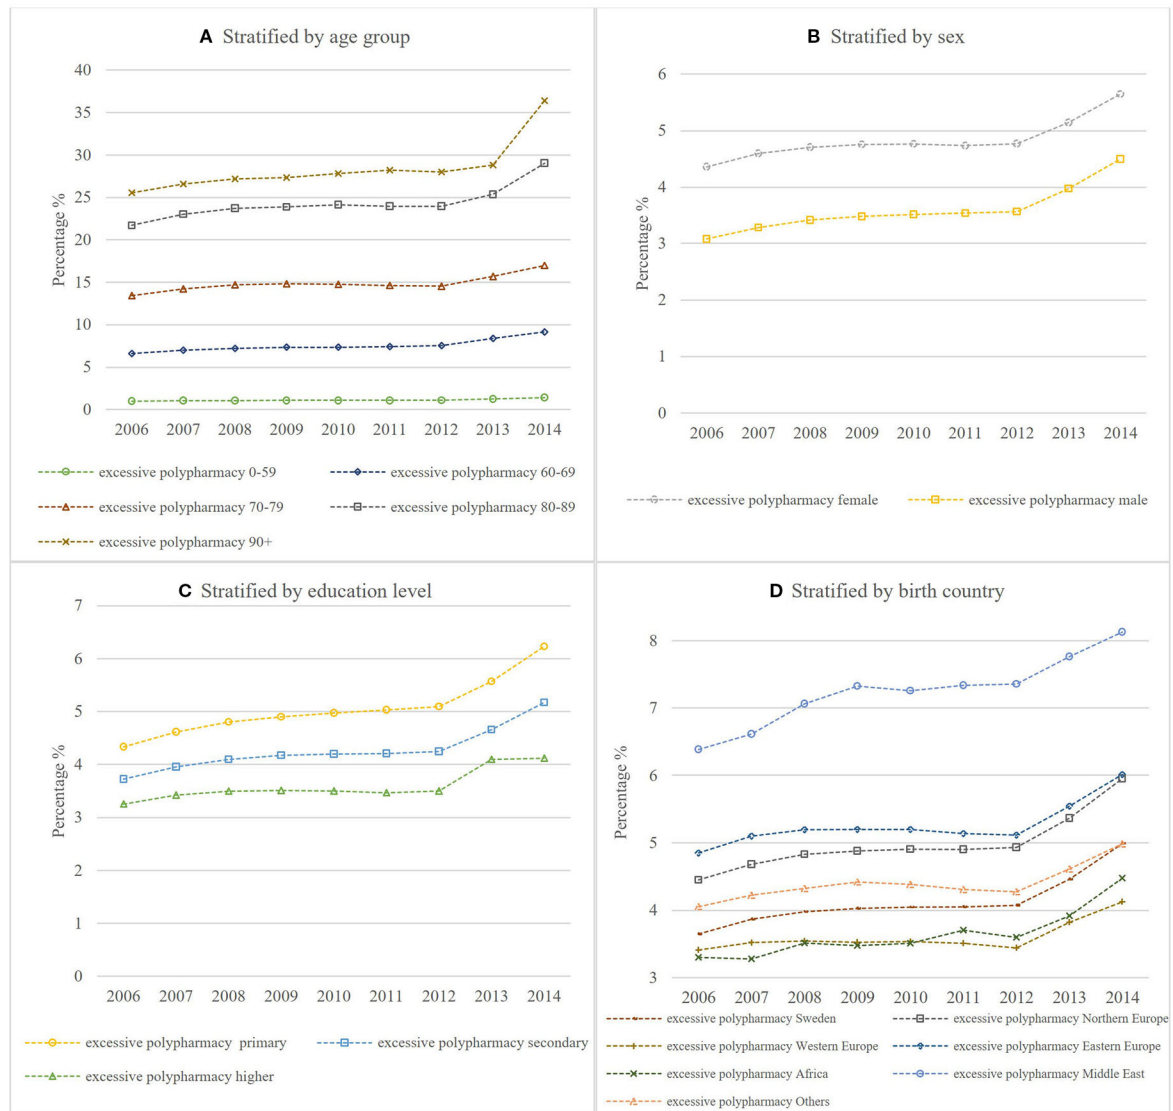 A Stratified by age group
40
35
30
25
20
15
10
5
0
Percentage %
2006 2007 2008 2009 2010 2011 2012 2013 2014
excessive polypharmacy 0-59 excessive polypharmacy 60-69
excessive polypharmacy 70-79 excessive polypharmacy 80-89
excessive polypharmacy 90+
B Stratified by sex
6
5
4
3
2
1
0
Percentage %
2006 2007 2008 2009 2010 2011 2012 2013 2014
excessive polypharmacy female excessive polypharmacy male
C Stratified by education level
7
6
5
4
3
2
1
0
Percentage %
2006 2007 2008 2009 2010 2011 2012 2013 2014
excessive polypharmacy primary excessive polypharmacy secondary
excessive polypharmacy higher
D Stratified by birth country
8
7
6
5
4
3
Percentage %
2006 2007 2008 2009 2010 2011 2012 2013 2014
excessive polypharmacy Sweden excessive polypharmacy Northern Europe
excessive polypharmacy Western Europe excessive polypharmacy Eastern Europe
excessive polypharmacy Africa excessive polypharmacy Middle East
excessive polypharmacy Others